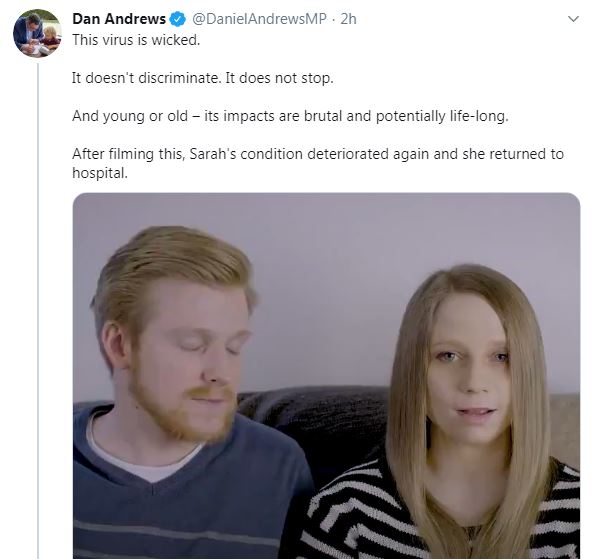 Dan Andrews @DanielAndrewsMP · 2h
This virus is wicked.
It doesn't discriminate. It does not stop.
And young or old – its impacts are brutal and potentially life-long.
After filming this, Sarah's condition deteriorated again and she returned to
hospital.